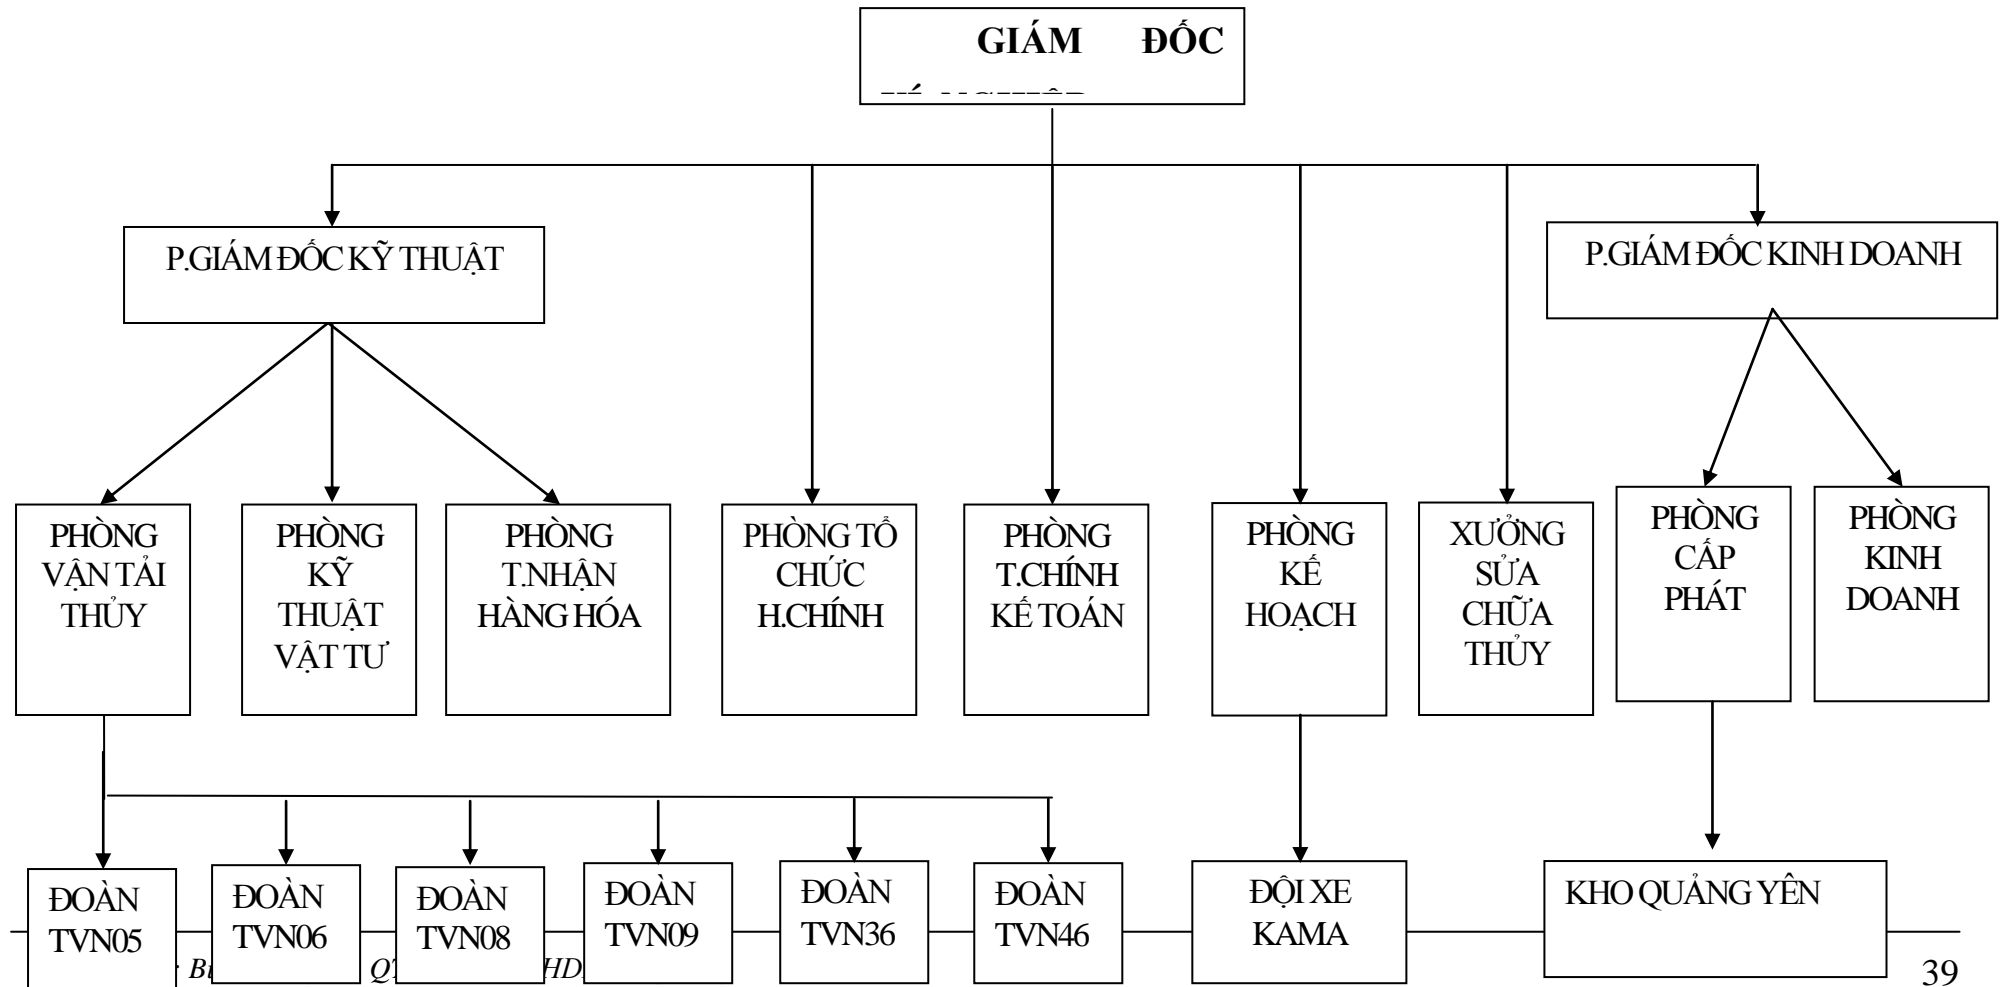 GIÁM ĐỐC
P.GIÁM ĐỐC KỸ THUẬT
P.GIÁM ĐỐC KINH DOANH
PHÒNG
VẬN TẢI
THỦY
PHÒNG
KỸ
THUẬT
VẬT TƯ
PHÒNG
T.NHẬN
HÀNG HÓA
PHÒNG TỔ
CHỨC
H.CHÍNH
PHÒNG
T.CHÍNH
KẾ TOÁN
PHÒNG
KẾ
HOẠCH
XƯỞNG
SỬA
CHỮA
THỦY
PHÒNG
CẤP
PHÁT
PHÒNG
KINH
DOANH
ĐOÀN
TVN05
ĐOÀN
TVN06
ĐOÀN
TVN08
ĐOÀN
TVN09
ĐOÀN
TVN36
ĐOÀN
TVN46
ĐỘI XE
KAMA
KHO QUẢNG YÊN
39